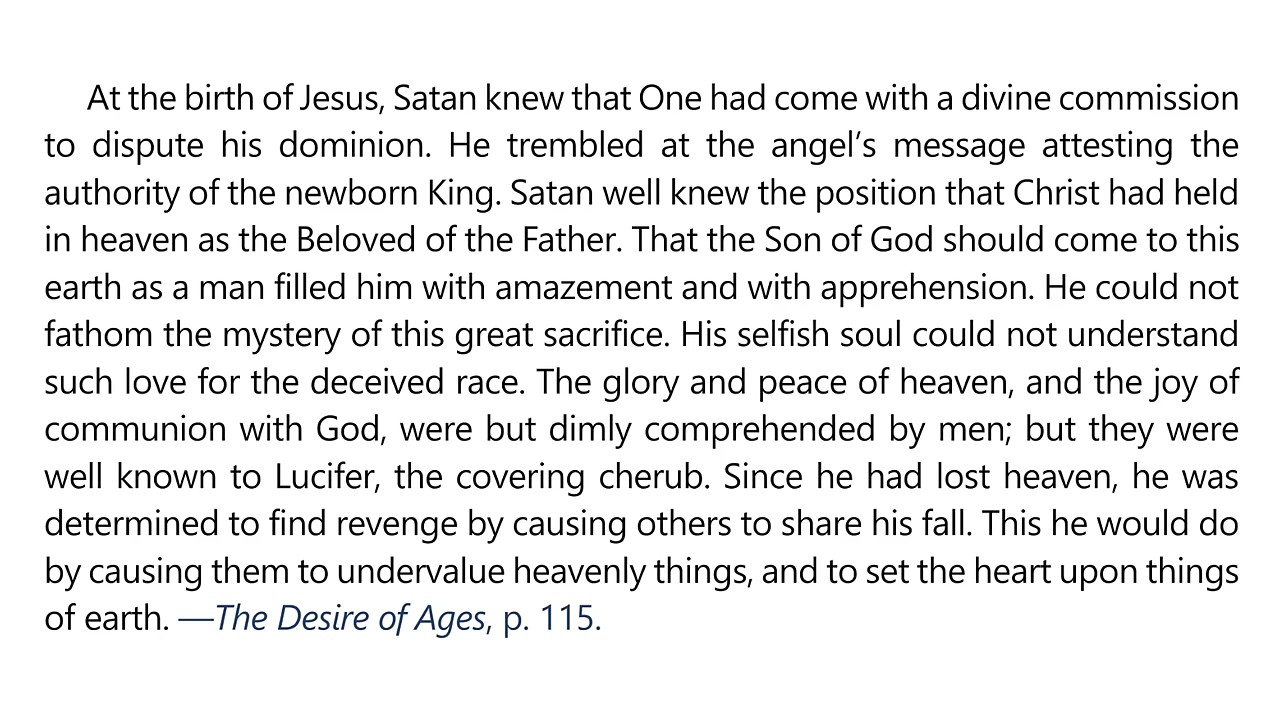 At the birth of Jesus, Satan knew that One had come with a divine commission
to dispute his dominion. He trembled at the angel’s message attesting the
authority of the newborn King. Satan well knew the position that Christ had held
in heaven as the Beloved of the Father. That the Son of God should come to this
earth as a man filled him with amazement and with apprehension. He could not
fathom the mystery of this great sacrifice. His selfish soul could not understand
such love for the deceived race. The glory and peace of heaven, and the joy of
communion with God, were but dimly comprehended by men; but they were
well known to Lucifer, the covering cherub. Since he had lost heaven, he was
determined to find revenge by causing others to share his fall. This he would do
by causing them to undervalue heavenly things, and to set the heart upon things
of earth. —The Desire of Ages, p. 115.